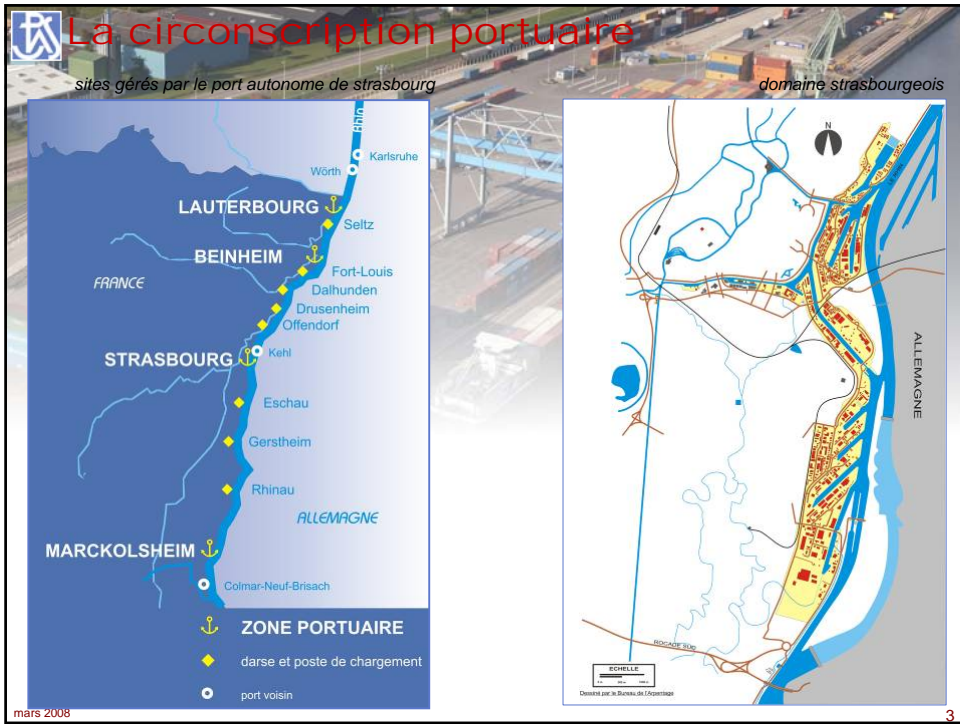 La circonscription portuaire
sites gérés par le port autonome de strasbourg
domaine strasbourgeois
Rhin
Karlsruhe
Wörth
LAUTERBOURG
Seltz
BEINHEIM
Fort-Louis
FRANCE
Dalhunden
Drusenheim
Offendorf
STRASBOURG
Kehl
Eschau
Gerstheim
Rhinau
ALLEMAGNE
MARCKOLSHEIM
Colmar-Neuf-Brisach
ZONE PORTUAIRE
darse et poste de chargement
port voisin
N
ALLEMAGNE
ROCADE SUD
ECHELLE
Dessiné par le Bureau de l'Arpentage
mars 2008
3